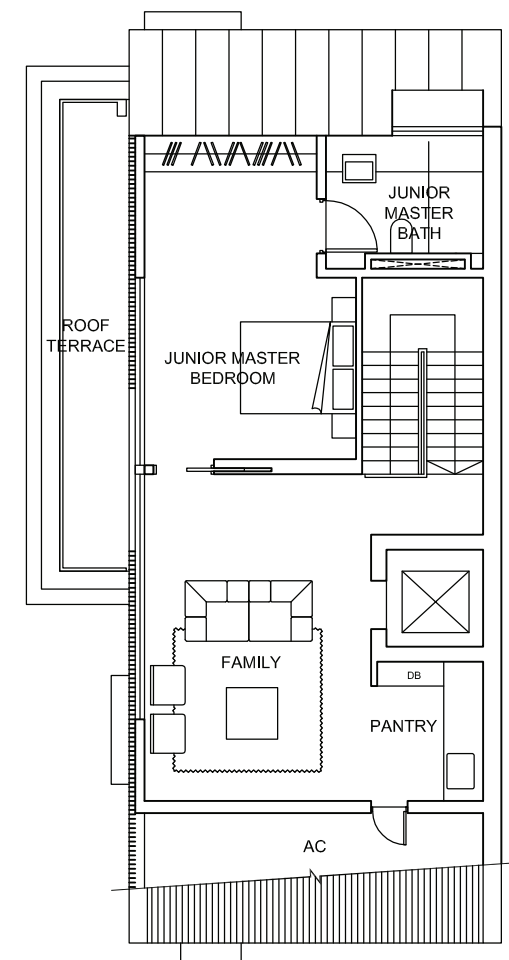 JUNIOR
MASTER
BATH
ROOF
TERRACE
JUNIOR MASTER
BEDROOM
FAMILY
DB
PANTRY
AC